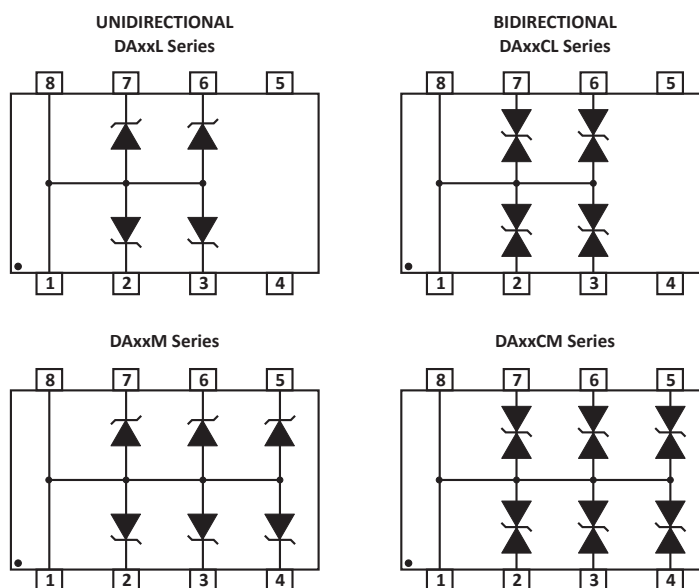 UNIDIRECTIONAL
DAxxL Series
8 7 6 5
1 2 3 4
BIDIRECTIONAL
DAxxCL Series
8 7 6 5
1 2 3 4
DAxxM Series
8 7 6 5
1 2 3 4
DAxxCM Series
8 7 6 5
1 2 3 4